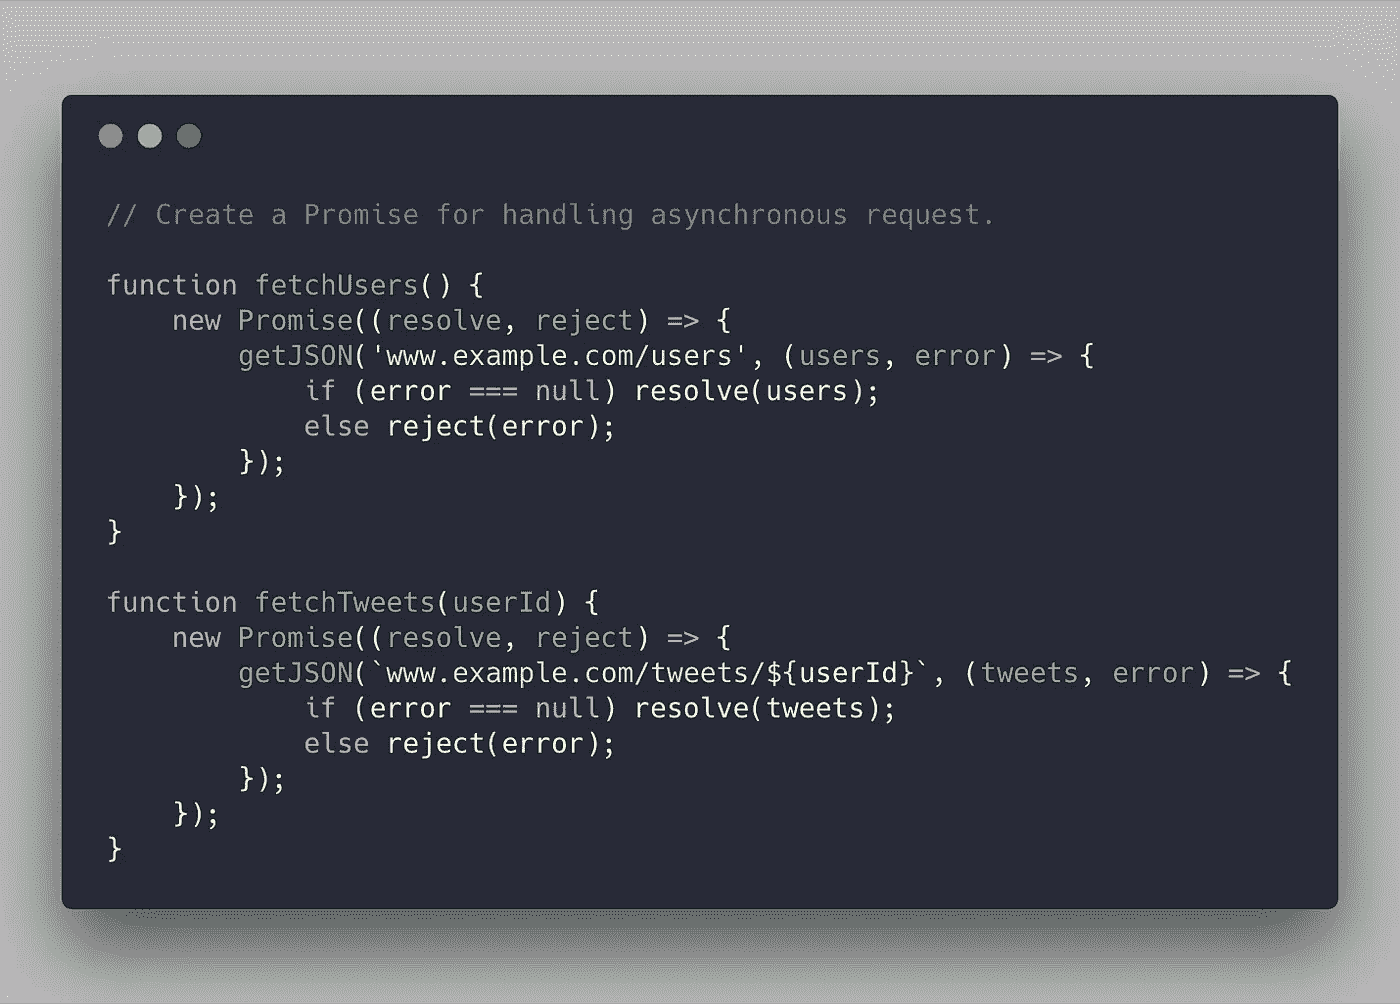 // Create a Promise for handling asynchronous request.
function fetchUsers() {
    new Promise((resolve, reject) => {
        getJSON('www.example.com/users', (users, error) => {
            if (error === null) resolve(users);
            else reject(error);
        });
    });
}
function fetchTweets(userId) {
    new Promise((resolve, reject) => {
        getJSON(`www.example.com/tweets/${userId}`, (tweets, error) => {
            if (error === null) resolve(tweets);
            else reject(error);
        });
    });
}